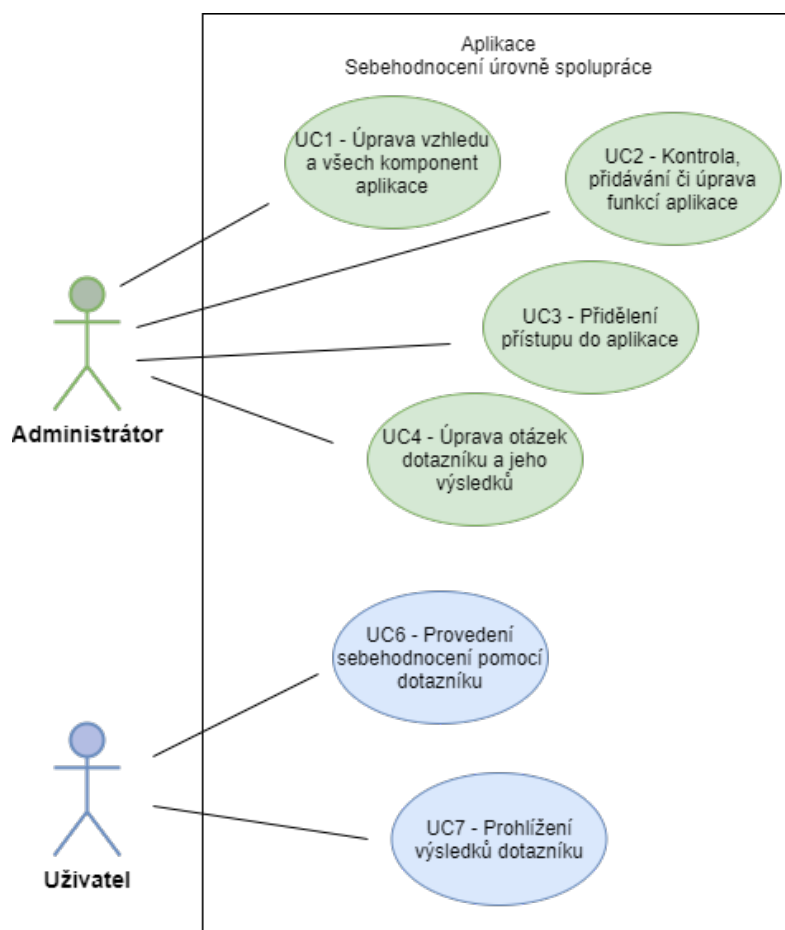 Aplikace
Sebehodnocení úrovně spolupráce
UC1 - Úprava vzhledu
a všech komponent
aplikace
UC2 - Kontrola,
přidávání či úprava
funkcí aplikace
UC3 - Přidělení
přístupu do aplikace
Administrátor
UC4 - Úprava otázek
dotazníku a jeho
výsledků
UC6 - Provedení
sebehodnocení pomocí
dotazníku
UC7 - Prohlížení
výsledků dotazníku
Uživatel